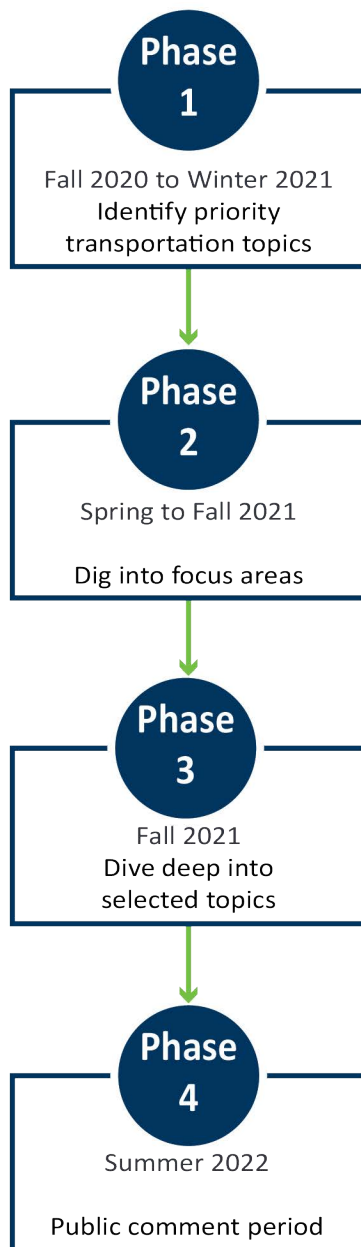 Phase
1
Fall 2020 to Winter 2021
Identify priority
transportation topics
Phase
2
Spring to Fall 2021
Dig into focus areas
Phase
3
Fall 2021
Dive deep into
selected topics
Phase
4
Summer 2022
Public comment period